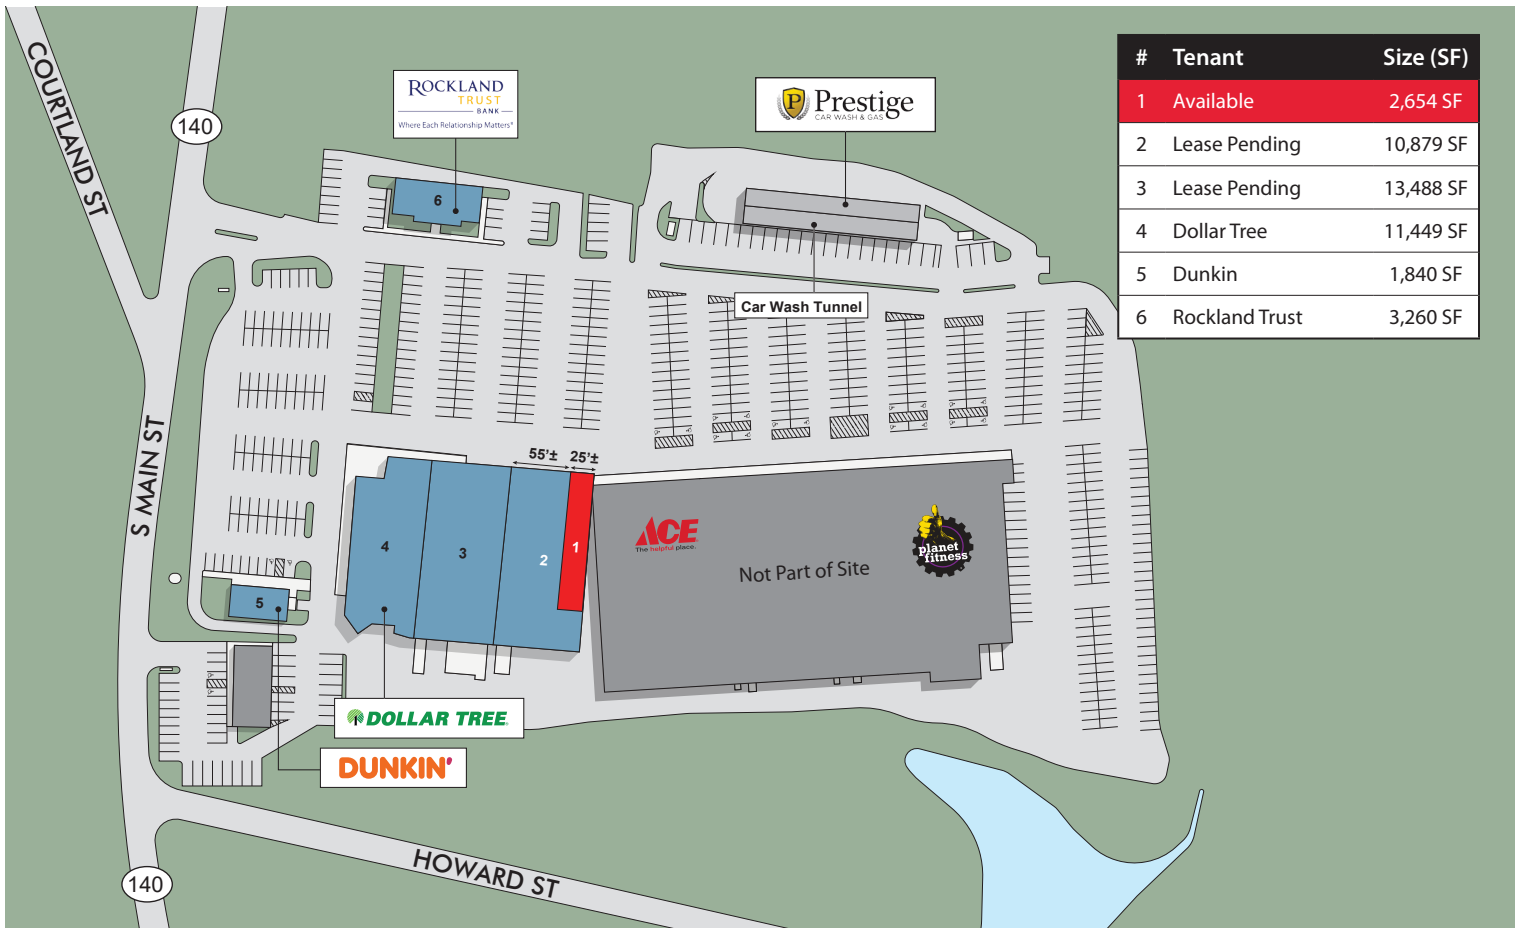 COURTLAND ST
140
ROCKLAND
TRUST
BANK
Where Each Relationship Matters®
P
Prestige
CAR WASH & GAS
# Tenant Size (SF)
1 Available 2,654 SF
2 Lease Pending 10,879 SF
3 Lease Pending 13,488 SF
4 Dollar Tree 11,449 SF
5 Dunkin 1,840 SF
6 Rockland Trust 3,260 SF
6
Car Wash Tunnel
S MAIN ST
55'± 25'±
4
3
2
1
ACE
The helpful place.
Not Part of Site
planet
fitness
5
DOLLAR TREE
DUNKIN'
HOWARD ST
140